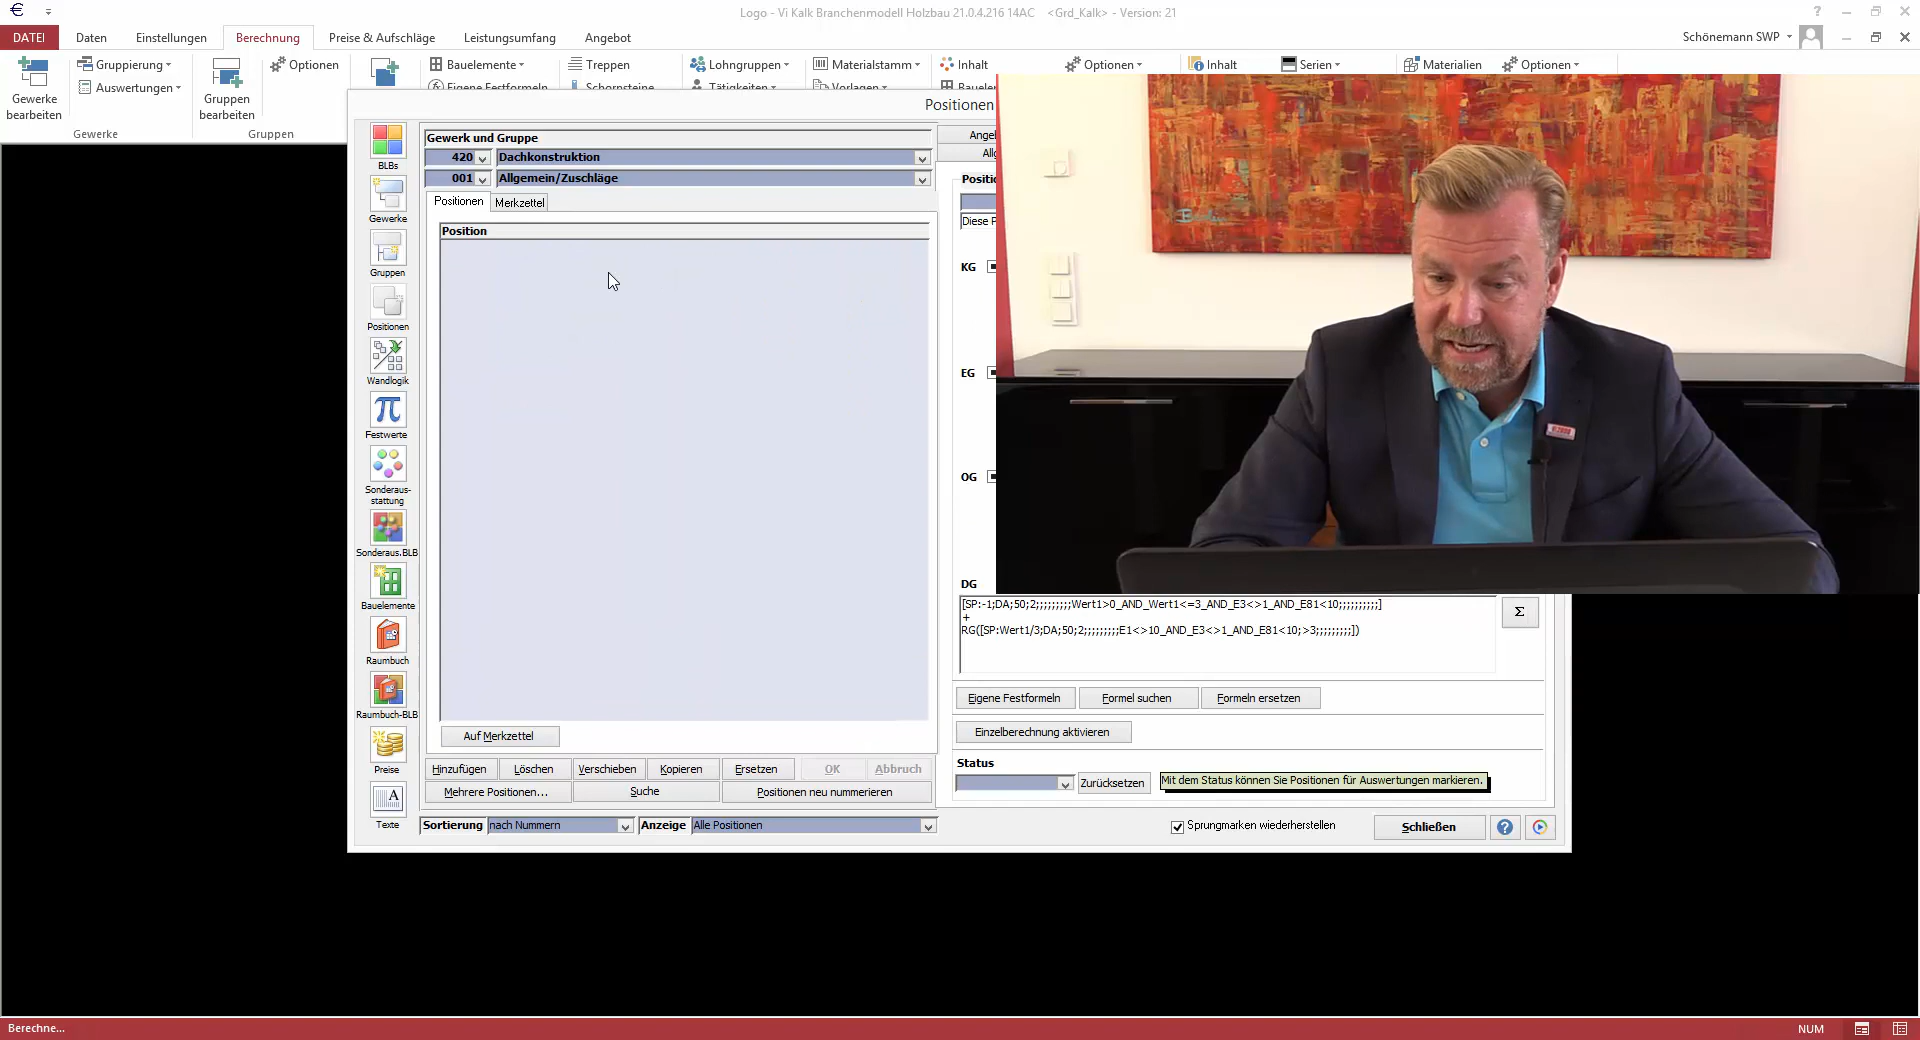 Logo - Vi Kalk Branchenmodell Holzbau 21.0.4.216 14AC <Grd_Kalk> - Version: 21
DATEI Daten Einstellungen Berechnung Preise & Aufschläge Leistungsumfang Angebot
Schönemann SWP
Gewerke bearbeiten
Gruppierung
Auswertungen
Gewerke
Gruppen bearbeiten
Optionen
Gruppen
Bauelemente
Eigene Festformeln
Treppen
Schornsteine
Lohngruppen
Tätigkeiten
Materialstamm
Vorlagen
Inhalt
Optionen
Inhalt
Serien
Materialien
Optionen
Positionen
BLBs
Gewerke
Gruppen
Positionen
Wandlogik
Festwerte
Sonderaus-
stattung
Sonderaus.BLB
Bauelemente
Raumbuch
Raumbuch-BLB
Preise
Texte
Gewerk und Gruppe
420 Dachkonstruktion
001 Allgemein/Zuschläge
Positionen Merkzettel
Position
Auf Merkzettel
Hinzufügen Löschen Verschieben Kopieren Ersetzen OK Abbruch
Mehrere Positionen... Suche Positionen neu nummerieren
Sortierung nach Nummern Anzeige Alle Positionen
KG
EG
OG
DG
[SP:-1;DA;50;2;;;;;;;;;Wert1>0_AND_Wert1<=3_AND_E3<>1_AND_E81<10;;;;;;;;;;]
+
RG([SP:Wert1/3;DA;50;2;;;;;;;;;E1<>10_AND_E3<>1_AND_E81<10;>3;;;;;;;;;])
Σ
Eigene Festformeln Formel suchen Formeln ersetzen
Einzelberechnung aktivieren
Status
Zurücksetzen Mit dem Status können Sie Positionen für Auswertungen markieren.
Sprungmarken wiederherstellen Schließen
Berechne...
NUM